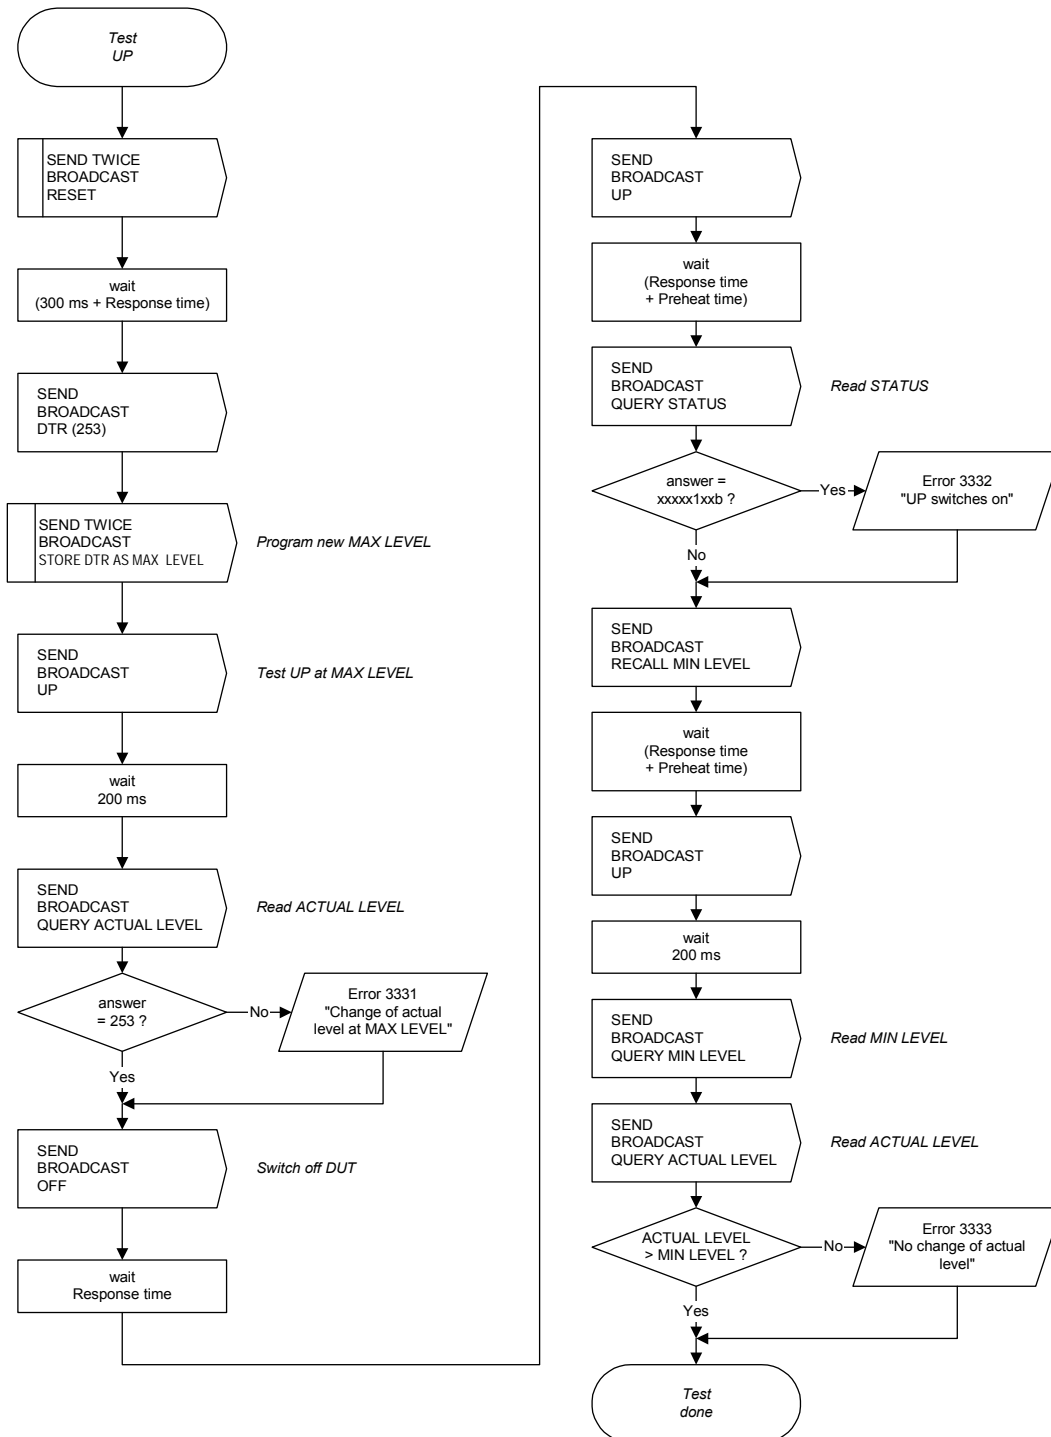 Test
UP
SEND TWICE
BROADCAST
RESET
wait
(300 ms + Response time)
SEND
BROADCAST
DTR (253)
SEND TWICE
BROADCAST
STORE DTR AS MAX LEVEL
Program new MAX LEVEL
SEND
BROADCAST
UP
Test UP at MAX LEVEL
wait
200 ms
SEND
BROADCAST
QUERY ACTUAL LEVEL
Read ACTUAL LEVEL
answer
= 253 ?
No
Error 3331
"Change of actual
level at MAX LEVEL"
Yes
SEND
BROADCAST
OFF
Switch off DUT
wait
Response time
SEND
BROADCAST
UP
wait
(Response time
+ Preheat time)
SEND
BROADCAST
QUERY STATUS
Read STATUS
answer =
xxxxx1xxb ?
Yes
Error 3332
"UP switches on"
No
SEND
BROADCAST
RECALL MIN LEVEL
wait
(Response time
+ Preheat time)
SEND
BROADCAST
UP
wait
200 ms
SEND
BROADCAST
QUERY MIN LEVEL
Read MIN LEVEL
SEND
BROADCAST
QUERY ACTUAL LEVEL
Read ACTUAL LEVEL
ACTUAL LEVEL
> MIN LEVEL ?
No
Error 3333
"No change of actual
level"
Yes
Test
done